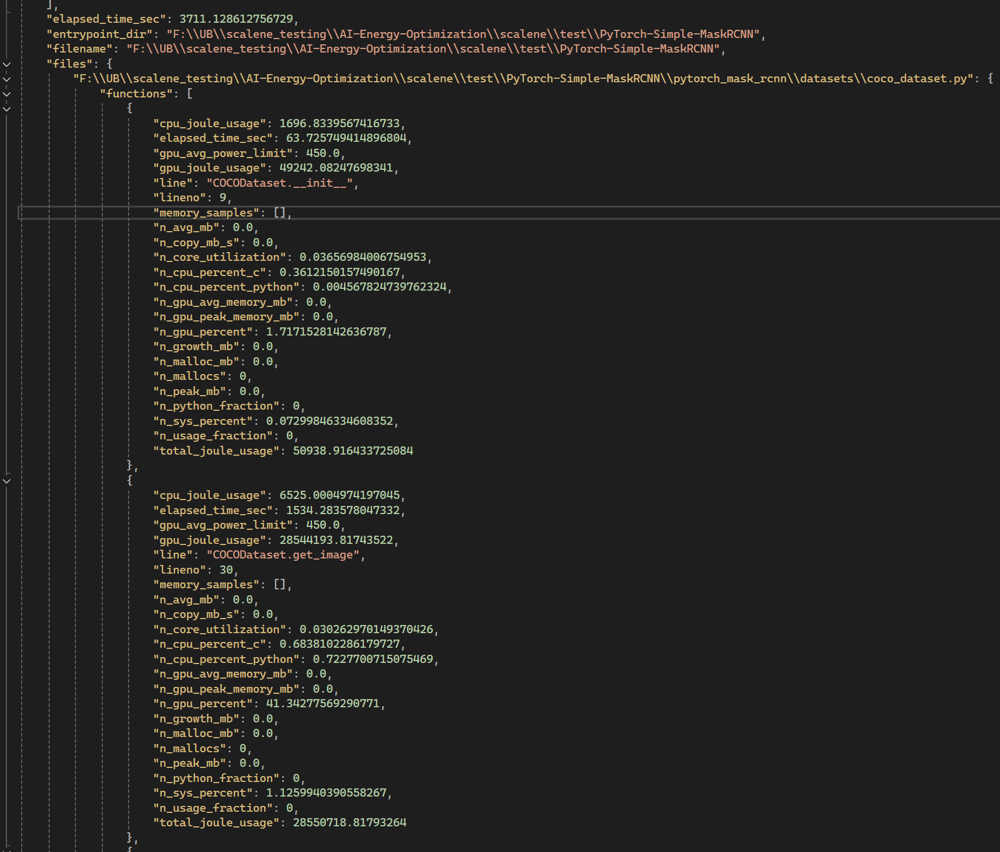 ],
"elapsed_time_sec": 3711.128612756729,
"entrypoint_dir": "F:\\UB\\scalene_testing\\AI-Energy-Optimization\\scalene\\test\\PyTorch-Simple-MaskRCNN",
"filename": "F:\\UB\\scalene_testing\\AI-Energy-Optimization\\scalene\\test\\PyTorch-Simple-MaskRCNN",
"files": {
"F:\\UB\\scalene_testing\\AI-Energy-Optimization\\scalene\\test\\PyTorch-Simple-MaskRCNN\\pytorch_mask_rcnn\\datasets\\coco_dataset.py": {
"functions": [
{
"cpu_joule_usage": 1696.8339567416733,
"elapsed_time_sec": 63.725749414896804,
"gpu_avg_power_limit": 450.0,
"gpu_joule_usage": 49242.08247698341,
"line": "COCODataset.__init__",
"lineno": 9,
"memory_samples": [],
"n_avg_mb": 0.0,
"n_copy_mb_s": 0.0,
"n_core_utilization": 0.03656984006754953,
"n_cpu_percent_c": 0.3612150157490167,
"n_cpu_percent_python": 0.004567824739762324,
"n_gpu_avg_memory_mb": 0.0,
"n_gpu_peak_memory_mb": 0.0,
"n_gpu_percent": 1.7171528142636787,
"n_growth_mb": 0.0,
"n_malloc_mb": 0.0,
"n_mallocs": 0,
"n_peak_mb": 0.0,
"n_python_fraction": 0,
"n_sys_percent": 0.07299846334608352,
"n_usage_fraction": 0,
"total_joule_usage": 50938.916433725084
},
{
"cpu_joule_usage": 6525.0004974197045,
"elapsed_time_sec": 1534.283578047332,
"gpu_avg_power_limit": 450.0,
"gpu_joule_usage": 28544193.81743522,
"line": "COCODataset.get_image",
"lineno": 30,
"memory_samples": [],
"n_avg_mb": 0.0,
"n_copy_mb_s": 0.0,
"n_core_utilization": 0.030262970149370426,
"n_cpu_percent_c": 0.6838102286179727,
"n_cpu_percent_python": 0.7227700715075469,
"n_gpu_avg_memory_mb": 0.0,
"n_gpu_peak_memory_mb": 0.0,
"n_gpu_percent": 41.34277569290771,
"n_growth_mb": 0.0,
"n_malloc_mb": 0.0,
"n_mallocs": 0,
"n_peak_mb": 0.0,
"n_python_fraction": 0,
"n_sys_percent": 1.1259940390558267,
"n_usage_fraction": 0,
"total_joule_usage": 28550718.81793264
},
{